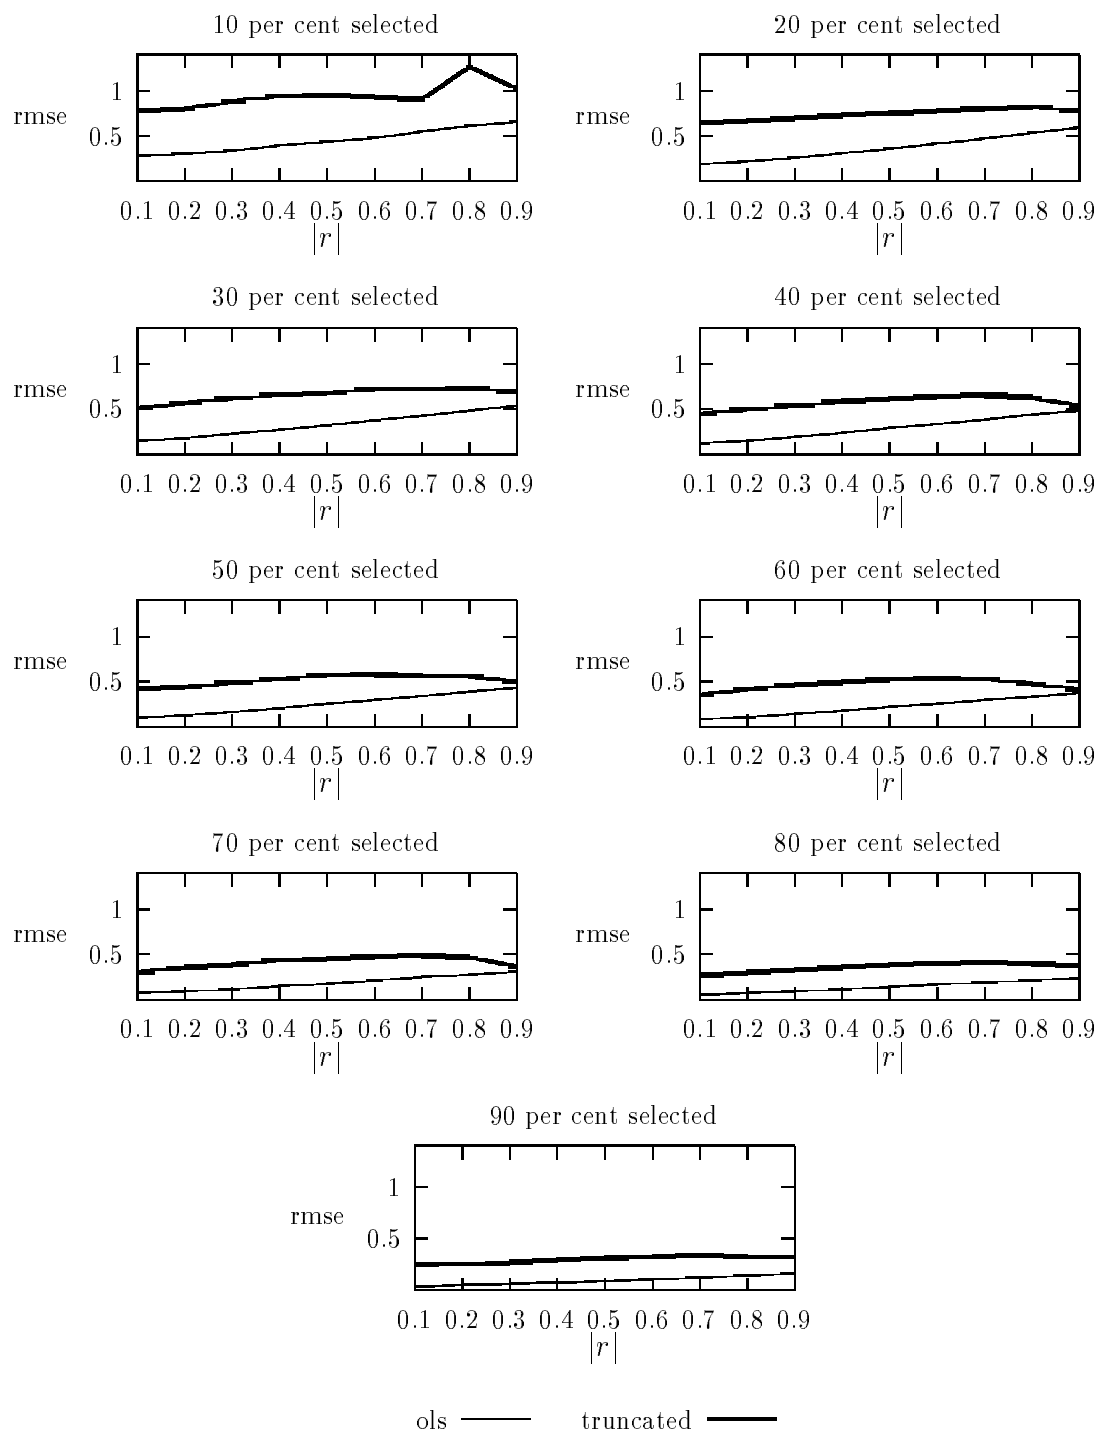 10 per cent selected
20 per cent selected
rmse
1
0.5
rmse
1
0.5
0.1 0.2 0.3 0.4 0.5 0.6 0.7 0.8 0.9
0.1 0.2 0.3 0.4 0.5 0.6 0.7 0.8 0.9
|r|
|r|
30 per cent selected
40 per cent selected
rmse
1
0.5
rmse
1
0.5
0.1 0.2 0.3 0.4 0.5 0.6 0.7 0.8 0.9
0.1 0.2 0.3 0.4 0.5 0.6 0.7 0.8 0.9
|r|
|r|
50 per cent selected
60 per cent selected
rmse
1
0.5
rmse
1
0.5
0.1 0.2 0.3 0.4 0.5 0.6 0.7 0.8 0.9
0.1 0.2 0.3 0.4 0.5 0.6 0.7 0.8 0.9
|r|
|r|
70 per cent selected
80 per cent selected
rmse
1
0.5
rmse
1
0.5
0.1 0.2 0.3 0.4 0.5 0.6 0.7 0.8 0.9
0.1 0.2 0.3 0.4 0.5 0.6 0.7 0.8 0.9
|r|
|r|
90 per cent selected
rmse
1
0.5
0.1 0.2 0.3 0.4 0.5 0.6 0.7 0.8 0.9
|r|
ols truncated